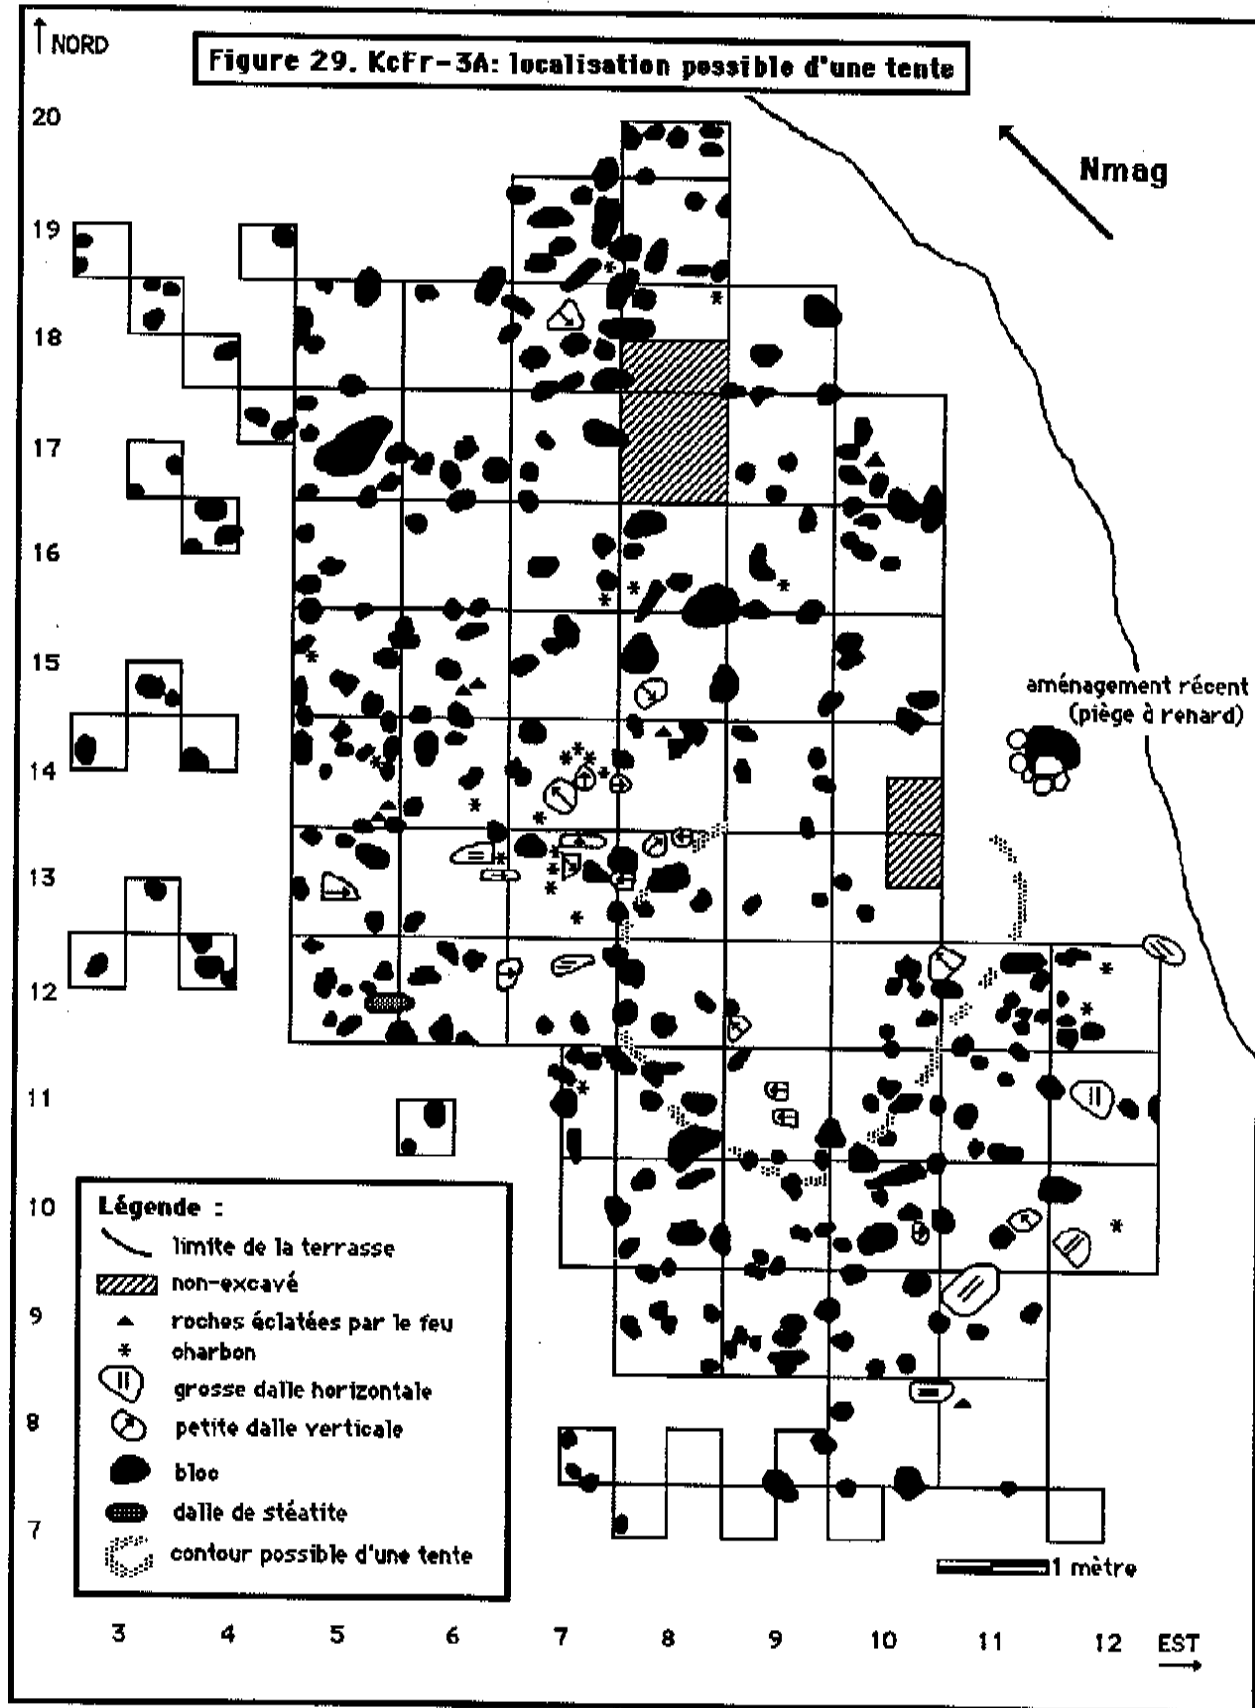 NORD
Figure 29. KcFr-3A: localisation possible d'une tente
Nmag
20
19
18
17
16
15
14
13
12
11
10
9
8
7
aménagement récent
(piège à renard)
Légende :
limite de la terrasse
non-excavé
roches éclatées par le feu
charbon
grosse dalle horizontale
petite dalle verticale
bloc
dalle de stéatite
contour possible d'une tente
1 mètre
3 4 5 6 7 8 9 10 11 12 EST